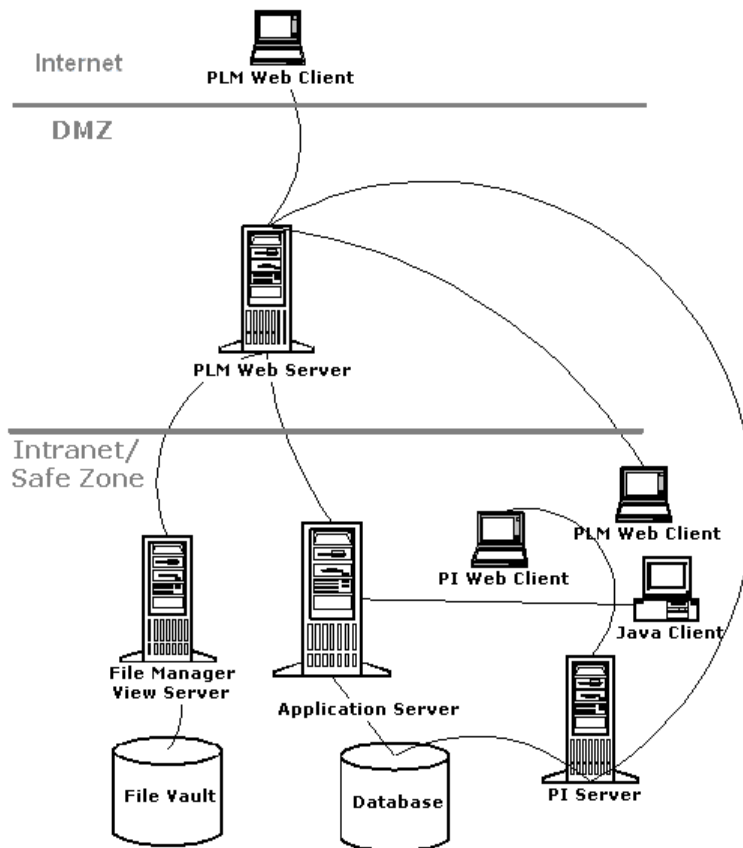 Internet
PLM Web Client
DMZ
PLM Web Server
Intranet/
Safe Zone
PLM Web Client
PI Web Client
Java Client
File Manager
View Server
Application Server
File Vault
Database
PI Server